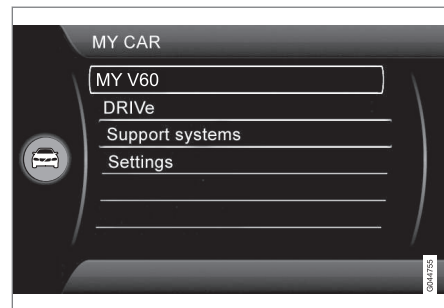 MY CAR
MY V60
DRIVe
Support systems
Settings
G044755